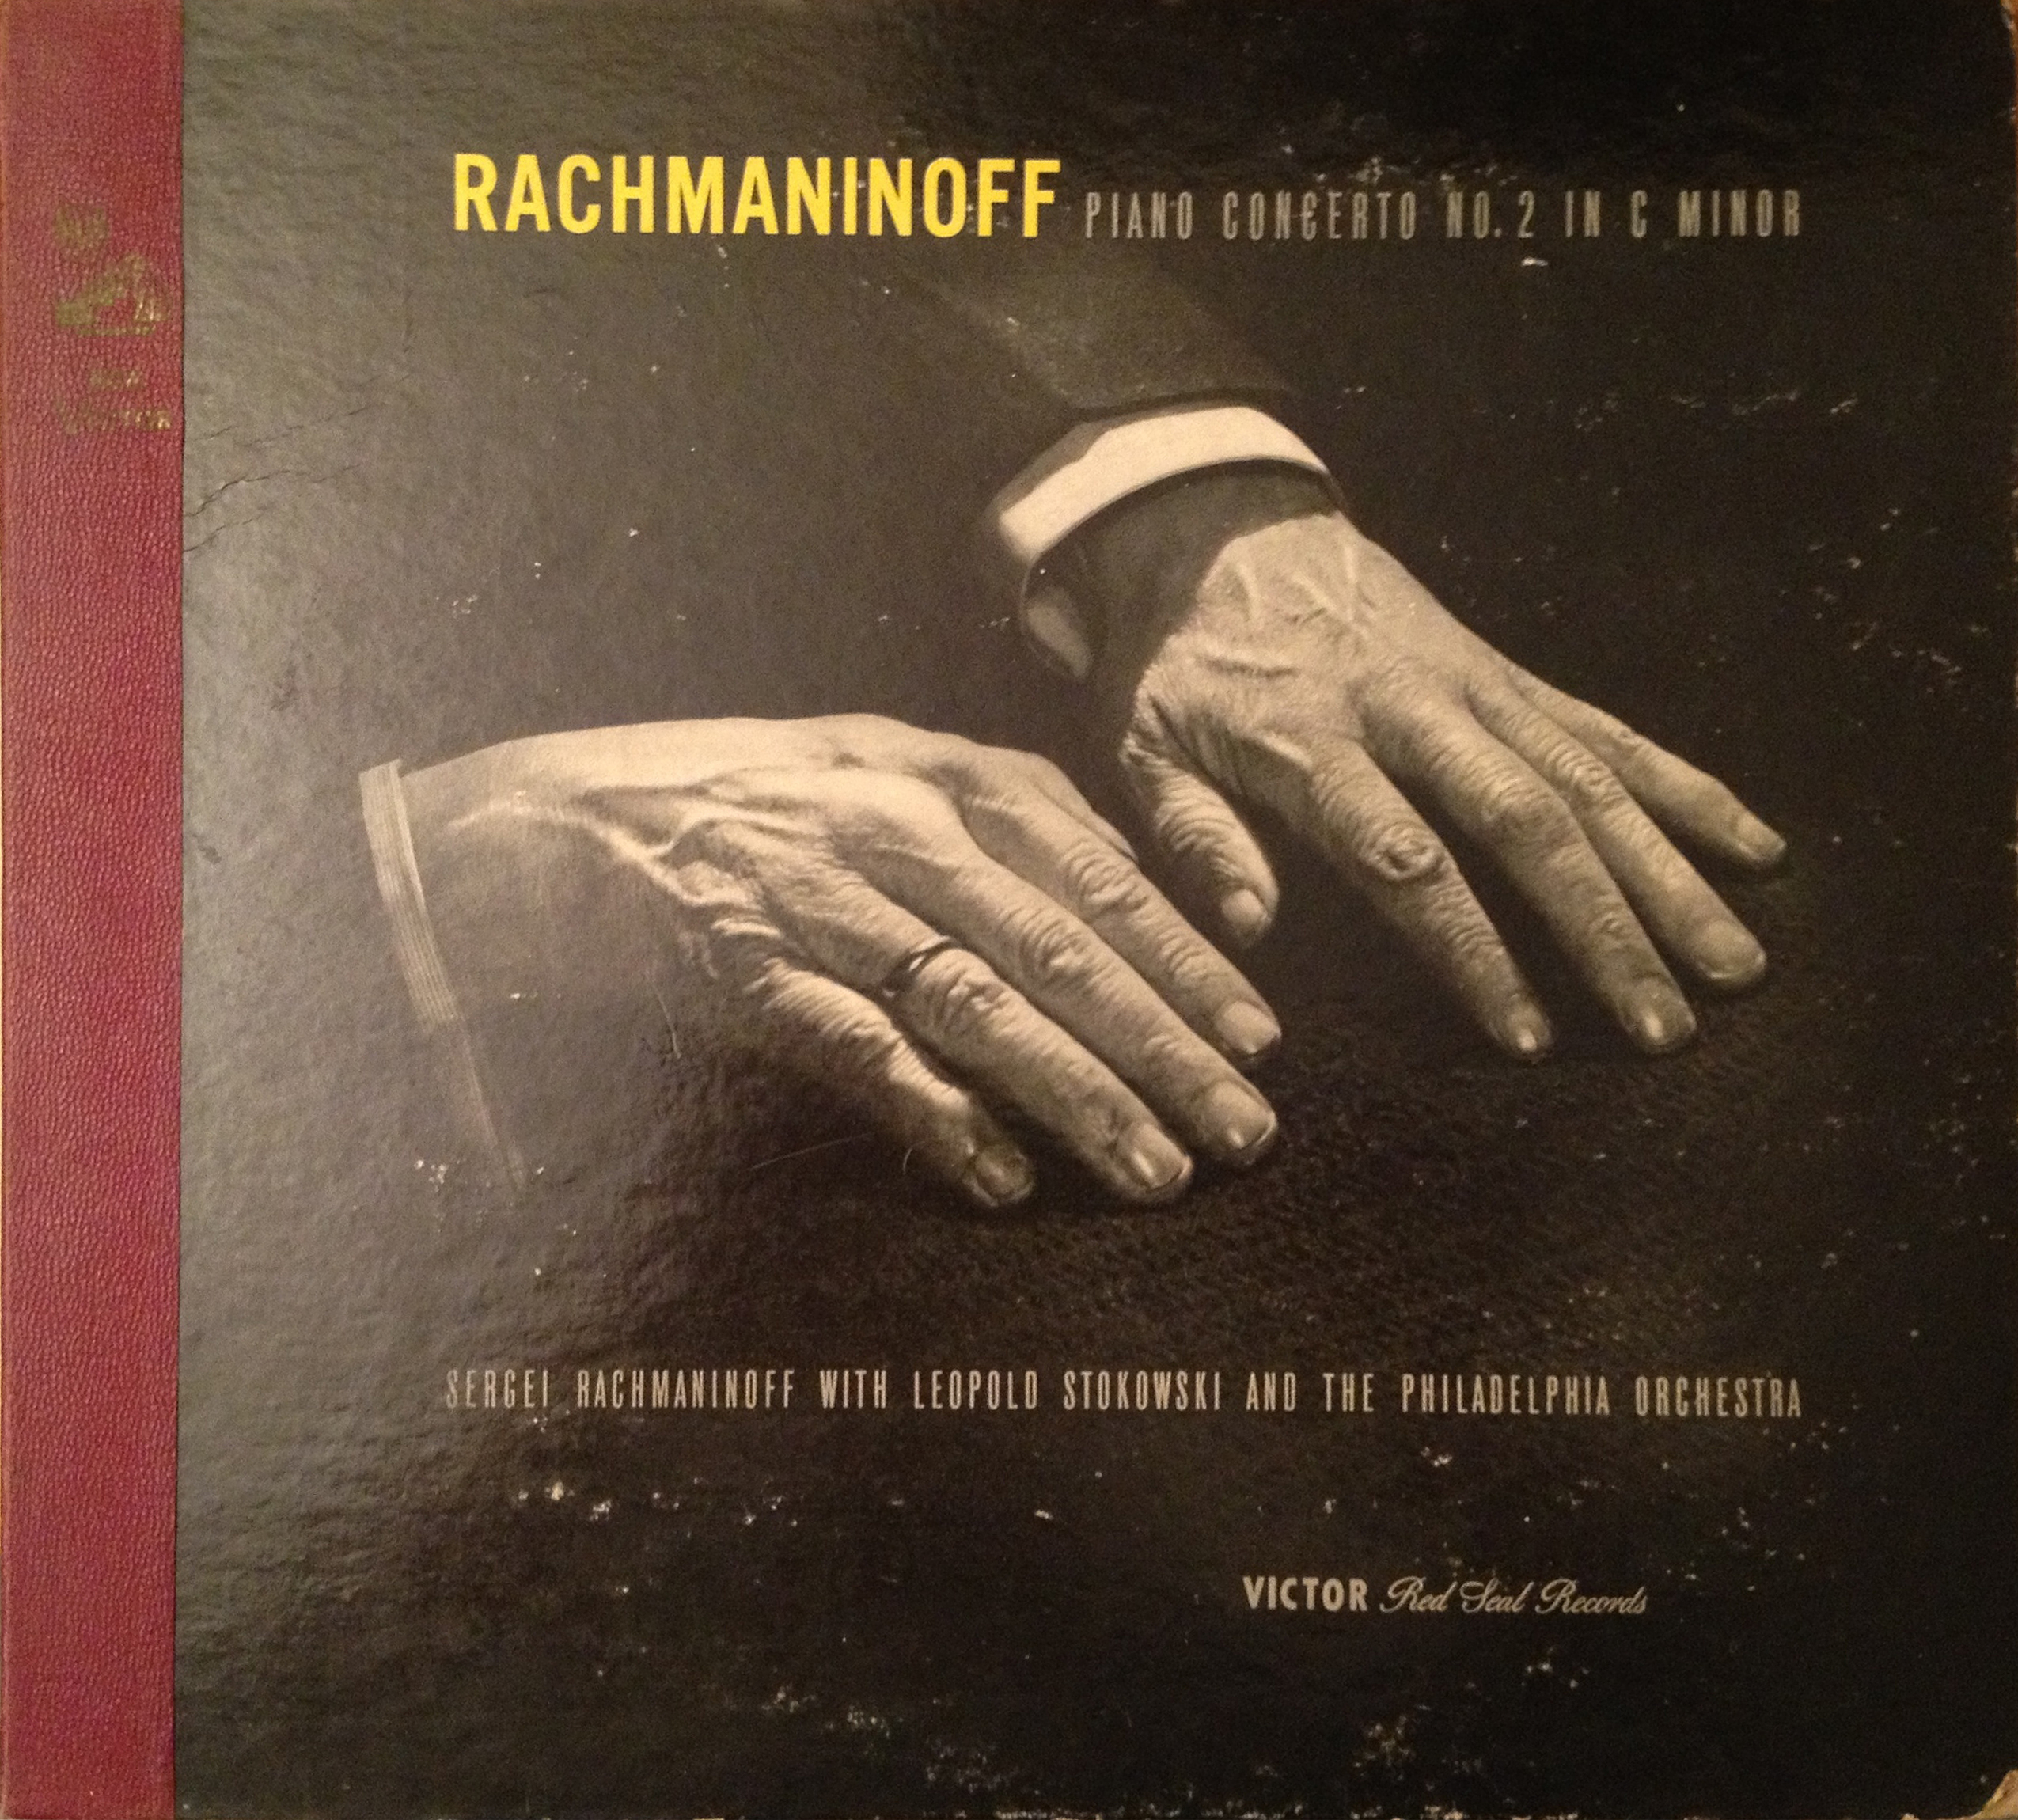 RACHMANINOFF PIANO CONCERTO NO. 2 IN C MINOR
SERGEI RACHMANINOFF WITH LEOPOLD STOKOWSKI AND THE PHILADELPHIA ORCHESTRA
VICTOR Red Seal Records